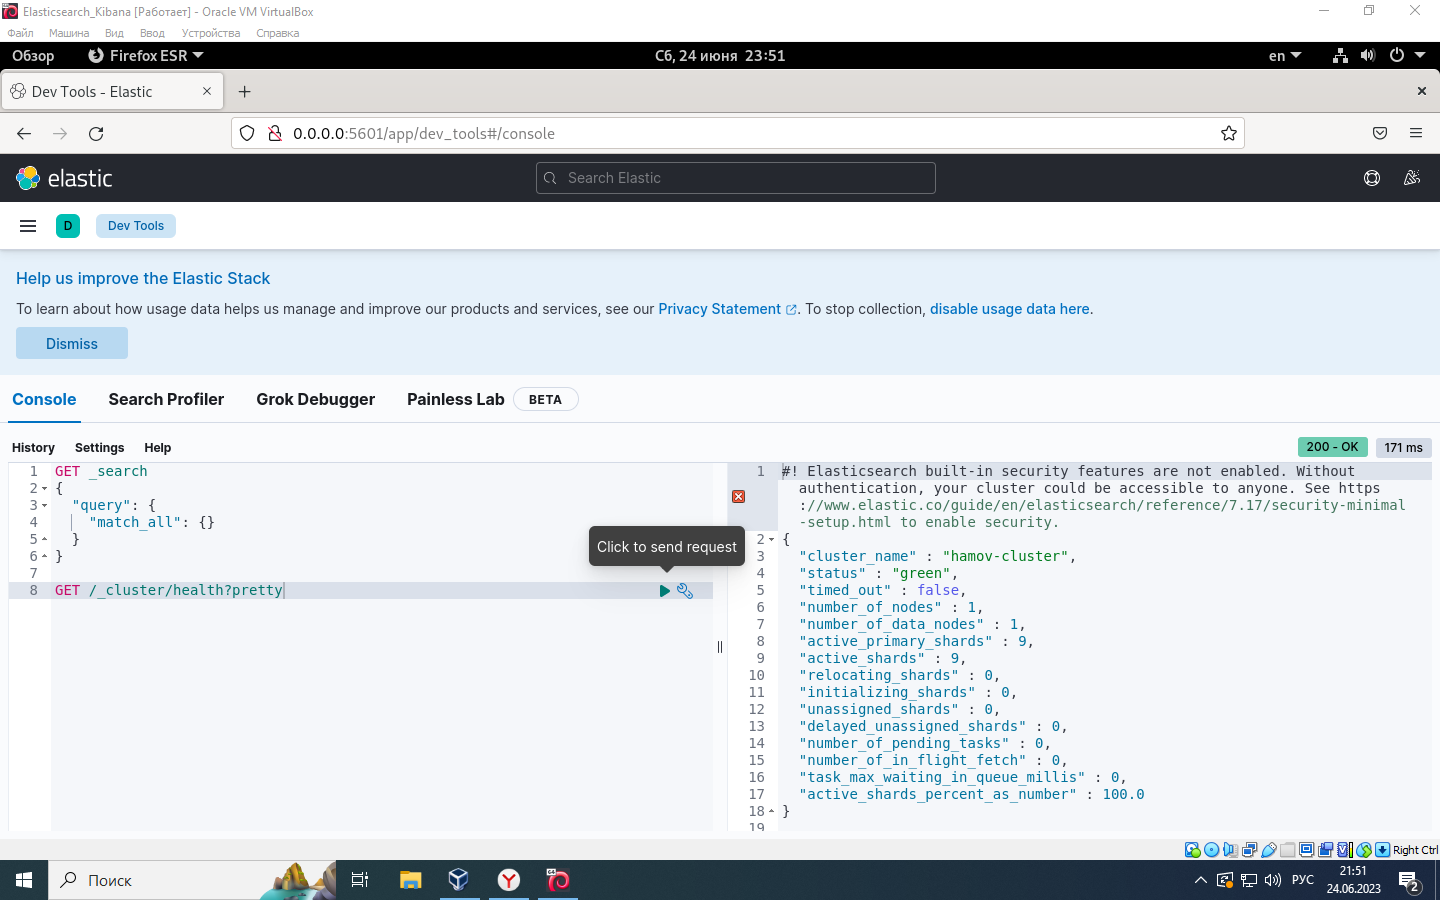 Elasticsearch_Kibana [Работает] - Oracle VM VirtualBox
Файл Машина Вид Ввод Устройства Справка
Обзор Firefox ESR Сб, 24 июня 23:51 en
Dev Tools - Elastic
0.0.0.0:5601/app/dev_tools#/console
elastic Search Elastic
D Dev Tools
Help us improve the Elastic Stack
To learn about how usage data helps us manage and improve our products and services, see our Privacy Statement. To stop collection, disable usage data here.
Dismiss
Console Search Profiler Grok Debugger Painless Lab BETA
History Settings Help 200 - OK 171 ms
1 GET _search
2 {
3 "query": {
4 "match_all": {}
5 }
6 }
7
Click to send request
8 GET /_cluster/health?pretty
1 #! Elasticsearch built-in security features are not enabled. Without
authentication, your cluster could be accessible to anyone. See https
://www.elastic.co/guide/en/elasticsearch/reference/7.17/security-minimal
-setup.html to enable security.
2 {
3 "cluster_name" : "hamov-cluster",
4 "status" : "green",
5 "timed_out" : false,
6 "number_of_nodes" : 1,
7 "number_of_data_nodes" : 1,
8 "active_primary_shards" : 9,
9 "active_shards" : 9,
10 "relocating_shards" : 0,
11 "initializing_shards" : 0,
12 "unassigned_shards" : 0,
13 "delayed_unassigned_shards" : 0,
14 "number_of_pending_tasks" : 0,
15 "number_of_in_flight_fetch" : 0,
16 "task_max_waiting_in_queue_millis" : 0,
17 "active_shards_percent_as_number" : 100.0
18 }
19
Right Ctrl
Поиск РУС 21:51
24.06.2023 2